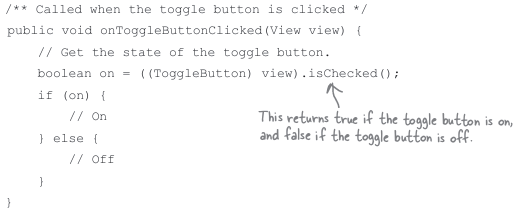 /** Called when the toggle button is clicked */
public void onToggleButtonClicked(View view) {
    // Get the state of the toggle button.
    boolean on = ((ToggleButton) view).isChecked();
    if (on) {
        // On
    } else {
        // Off
    }
}
This returns true if the toggle button is on,
and false if the toggle button is off.